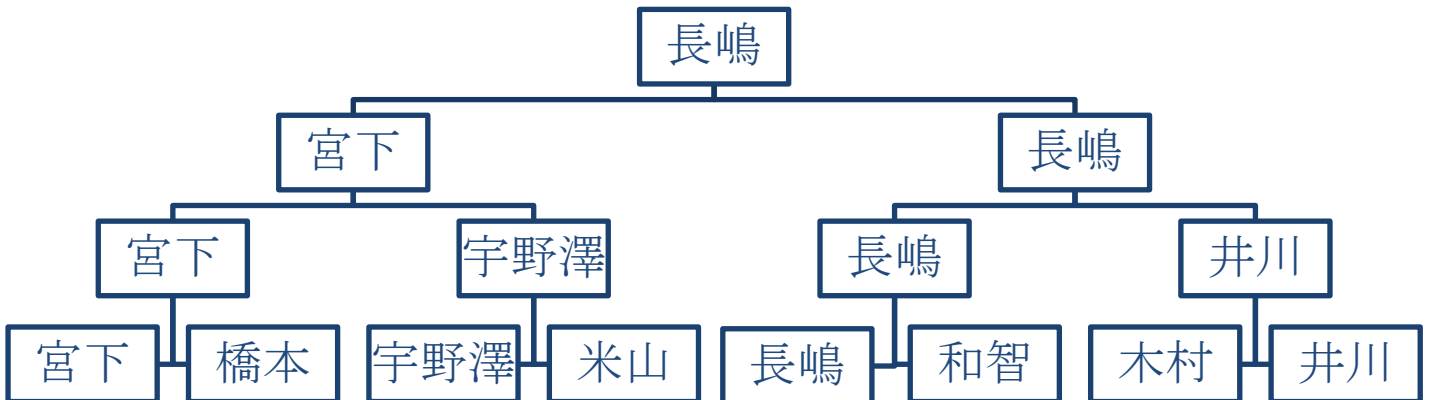 長嶋
宮下 長嶋
宮下 宇野澤 長嶋 井川
宮下 橋本 宇野澤 米山 長嶋 和智 木村 井川